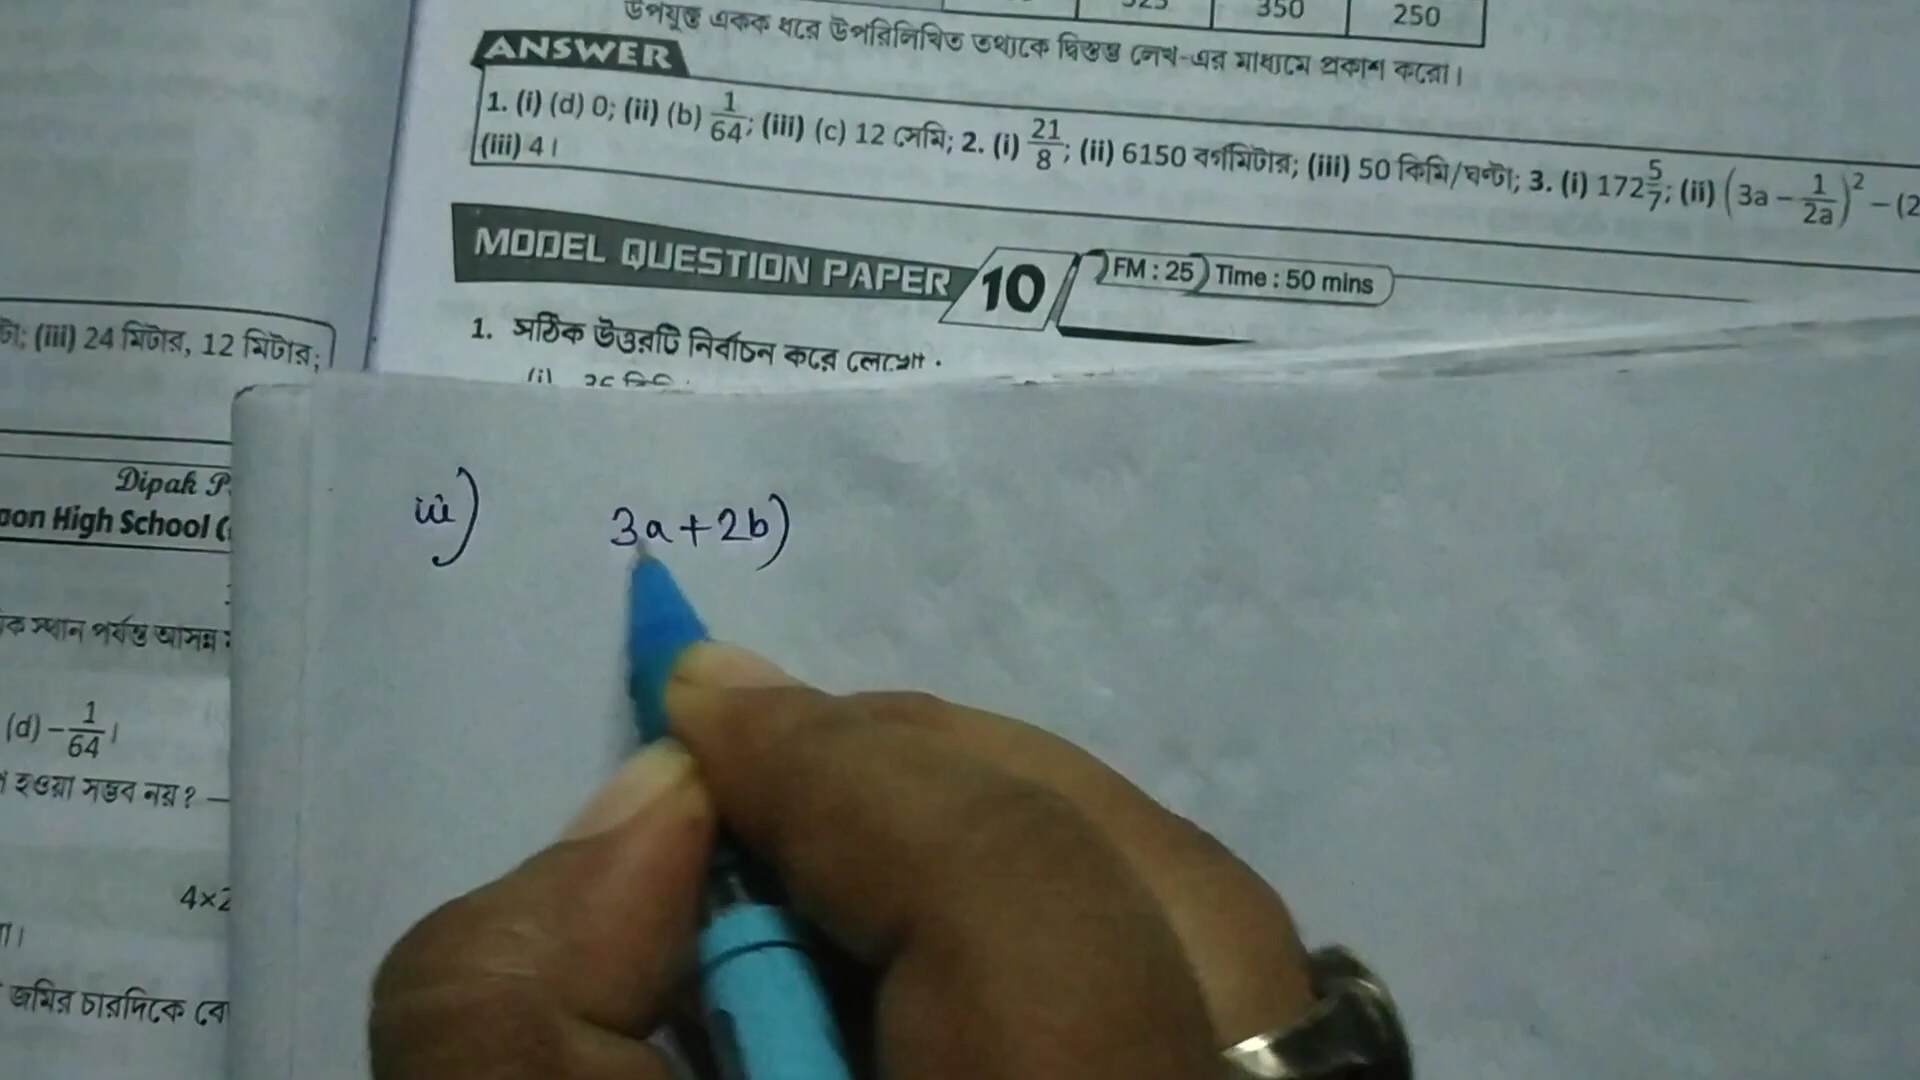 325 350 250
উপযুক্ত একক ধরে উপরিলিখিত তথ্যকে দ্বিস্তম্ভ লেখ-এর মাধ্যমে প্রকাশ করো।
ANSWER
1. (i) (d) 0; (ii) (b) 1/64; (iii) (c) 12 সেমি; 2. (i) 21/8; (ii) 6150 বর্গমিটার; (iii) 50 কিমি/ঘন্টা; 3. (i) 172 5/7; (ii) (3a − 1/2a)² − (2
(iii) 4।
MODEL QUESTION PAPER 10 FM : 25 Time : 50 mins
1. সঠিক উত্তরটি নির্বাচন করে লেখো :
(i)
(iii) 24 মিটার, 12 মিটার;
Dipak P
oon High School (
স্থান পর্যন্ত আসন্ন
(d) − 1/64।
হওয়া সম্ভব নয়? —
4×2
জমির চারদিকে
iii) 3a+2b)